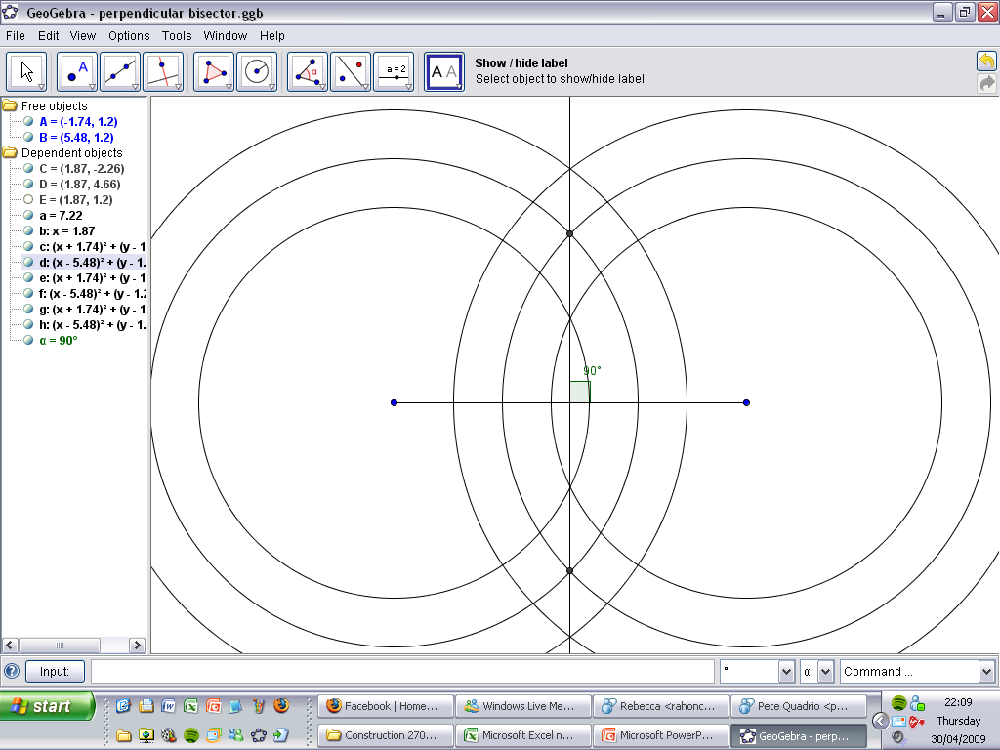 GeoGebra - perpendicular bisector.ggb
File Edit View Options Tools Window Help
A
α
a = 2
A A
Show / hide label
Select object to show/hide label
Free objects
A = (-1.74, 1.2)
B = (5.48, 1.2)
Dependent objects
C = (1.87, -2.26)
D = (1.87, 4.66)
E = (1.87, 1.2)
a = 7.22
b: x = 1.87
c: (x + 1.74)² + (y - 1
d: (x - 5.48)² + (y - 1.
e: (x + 1.74)² + (y - 1
f: (x - 5.48)² + (y - 1.2
g: (x + 1.74)² + (y - 1
h: (x - 5.48)² + (y - 1.
α = 90°
90°
Input:
°
α
Command ...
start
Facebook | Home...
Windows Live Me...
Rebecca <rahonc...
Pete Quadrio <p...
22:09
Thursday
Construction 270...
Microsoft Excel n...
Microsoft PowerP...
GeoGebra - perp...
30/04/2009